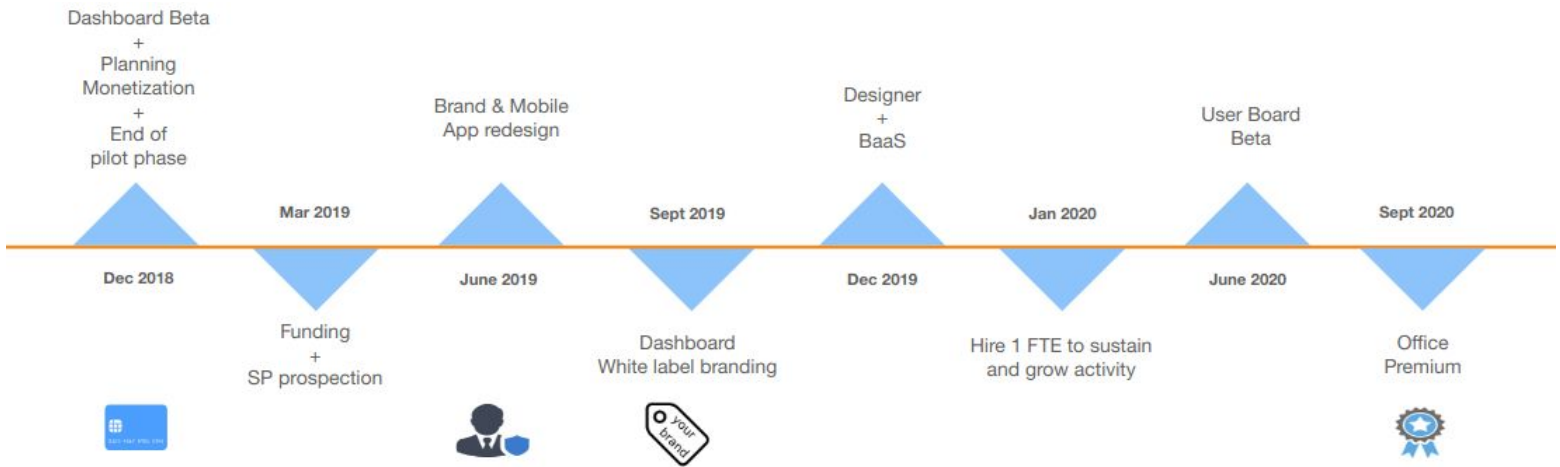 Dashboard Beta
+
Planning
Monetization
+
End of
pilot phase
Dec 2018
Mar 2019
Funding
+
SP prospection
Brand & Mobile
App redesign
June 2019
Sept 2019
Dashboard
White label branding
your
brand
Designer
+
BaaS
Dec 2019
Jan 2020
Hire 1 FTE to sustain
and grow activity
User Board
Beta
June 2020
Sept 2020
Office
Premium